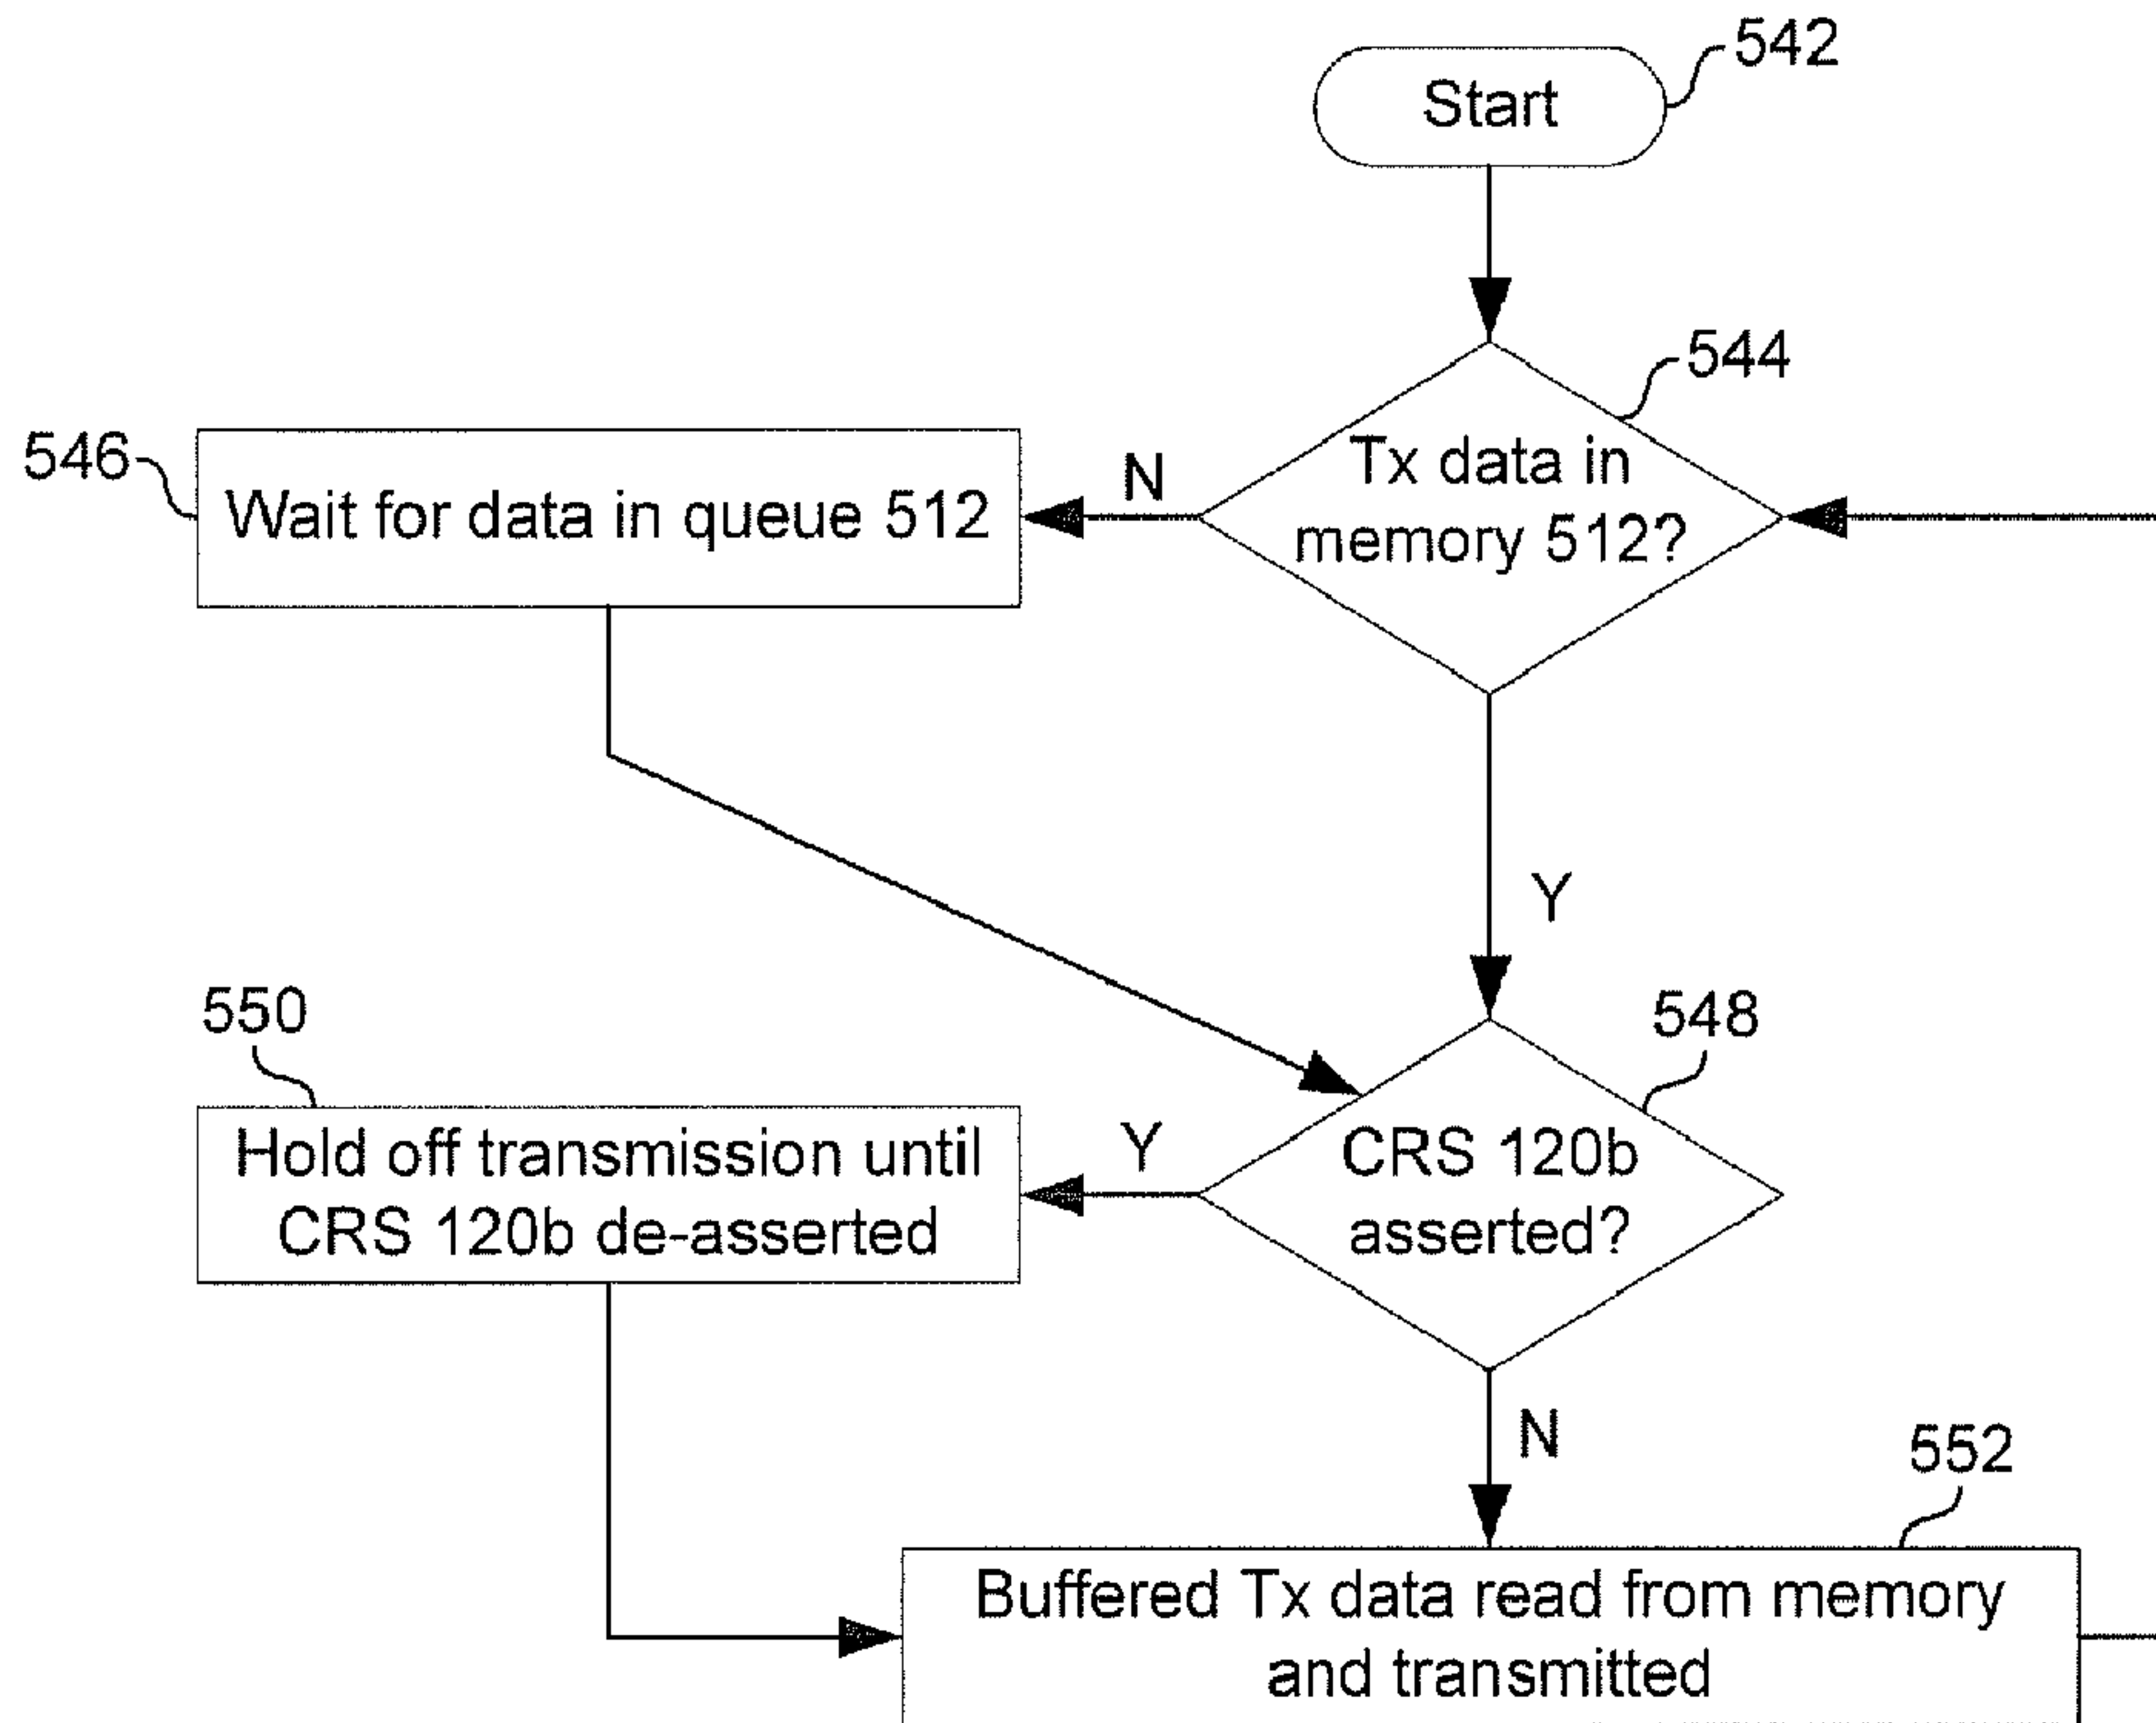 542
Start
544
Tx data in
memory 512?
N
546
Wait for data in queue 512
Y
548
CRS 120b
asserted?
Y
550
Hold off transmission until
CRS 120b de-asserted
N
552
Buffered Tx data read from memory
and transmitted